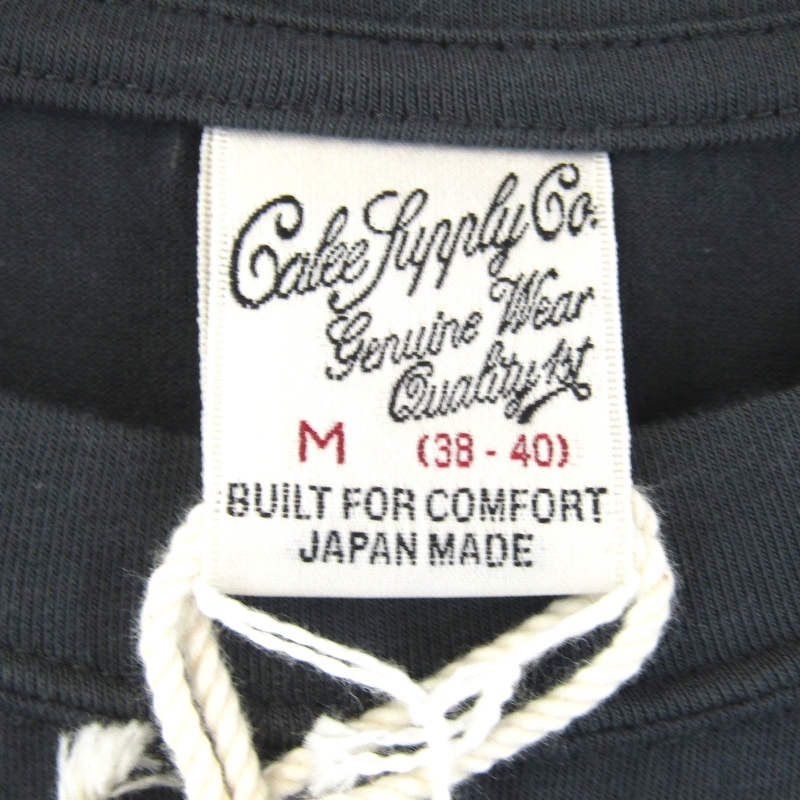 Calee Supply Co.
Genuine Wear
Quality 1st
M (38 - 40)
BUILT FOR COMFORT
JAPAN MADE